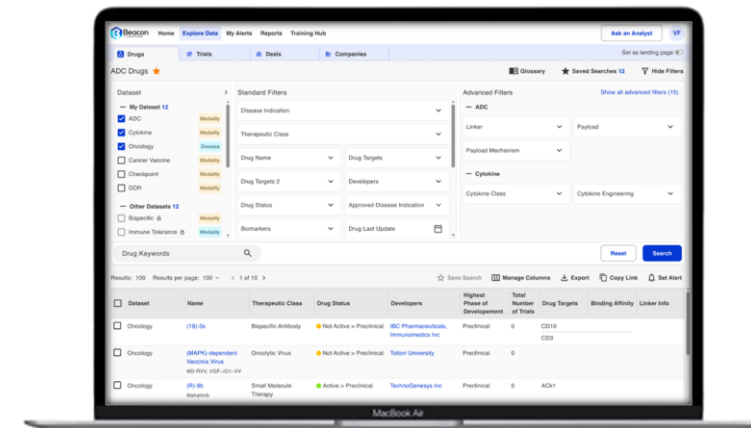 Beacon Home Explore Data My Alerts Reports Training Hub Ask an Analyst VF
Drugs Trials Deals Companies Set as landing page
ADC Drugs Glossary Saved Searches 12 Hide Filters
Dataset Standard Filters Advanced Filters Show all advanced filters (15)
My Dataset 12 Disease Indication ADC
ADC Modality
Cytokine Modality Therapeutic Class Linker Payload
Oncology Disease
Cancer Vaccine Modality Drug Name Drug Targets Payload Mechanism
Checkpoint Modality
DDR Modality Drug Targets 2 Developers Cytokine
Other Datasets 12 Drug Status Approved Disease Indication Cytokine Class Cytokine Engineering
Bispecific Modality
Immune Tolerance Modality Biomarkers Drug Last Update
Drug Keywords Reset Search
Results: 100 Results per page: 100 < 1 of 10 > Save Search Manage Columns Export Copy Link Set Alert
Dataset Name Therapeutic Class Drug Status Developers Highest Phase of Developement Total Number of Trials Drug Targets Binding Affinity Linker Info
Oncology (19)-3s Bispecific Antibody Not Active > Preclinical IBC Pharmaceuticals, Immunomedics Inc Preclinical 0 CD19
CD3
Oncology (MAPK)-dependent Vaccinia Virus Oncolytic Virus Not Active > Preclinical Tottori University Preclinical 0
MD-RVV, VGF-/O1-VV
Oncology (R)-9b Small Molecule Therapy Active > Preclinical TechnoGenesys Inc Preclinical 0 ACk1
MacBook Air